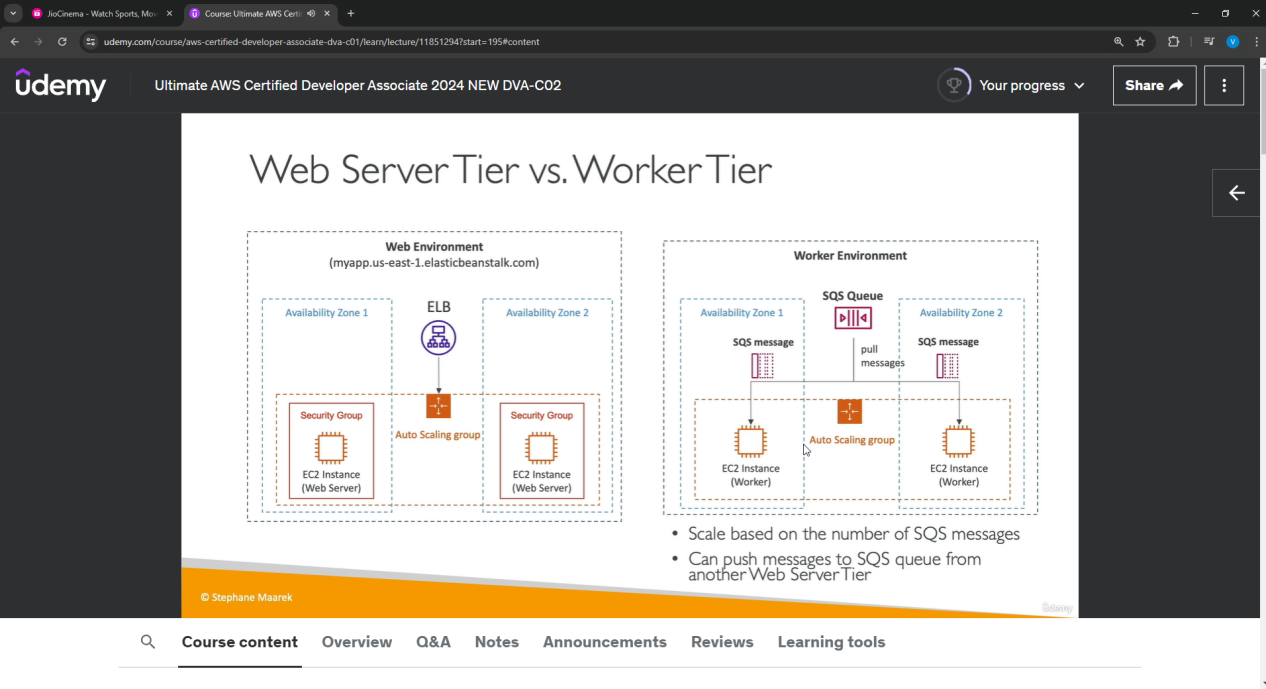 JioCinema - Watch Sports, Mov
Course: Ultimate AWS Certif
udemy.com/course/aws-certified-developer-associate-dva-c01/learn/lecture/11851294?start=195#content
V
ûdemy
Ultimate AWS Certified Developer Associate 2024 NEW DVA-C02
Your progress
Share
Web Server Tier vs. Worker Tier
Web Environment
(myapp.us-east-1.elasticbeanstalk.com)
Availability Zone 1
ELB
Availability Zone 2
Security Group
Security Group
Auto Scaling group
EC2 Instance
(Web Server)
EC2 Instance
(Web Server)
Worker Environment
SQS Queue
Availability Zone 1
Availability Zone 2
SQS message
pull
messages
SQS message
Auto Scaling group
EC2 Instance
(Worker)
EC2 Instance
(Worker)
• Scale based on the number of SQS messages
• Can push messages to SQS queue from
another Web Server Tier
© Stephane Maarek
ûdemy
Course content
Overview
Q&A
Notes
Announcements
Reviews
Learning tools